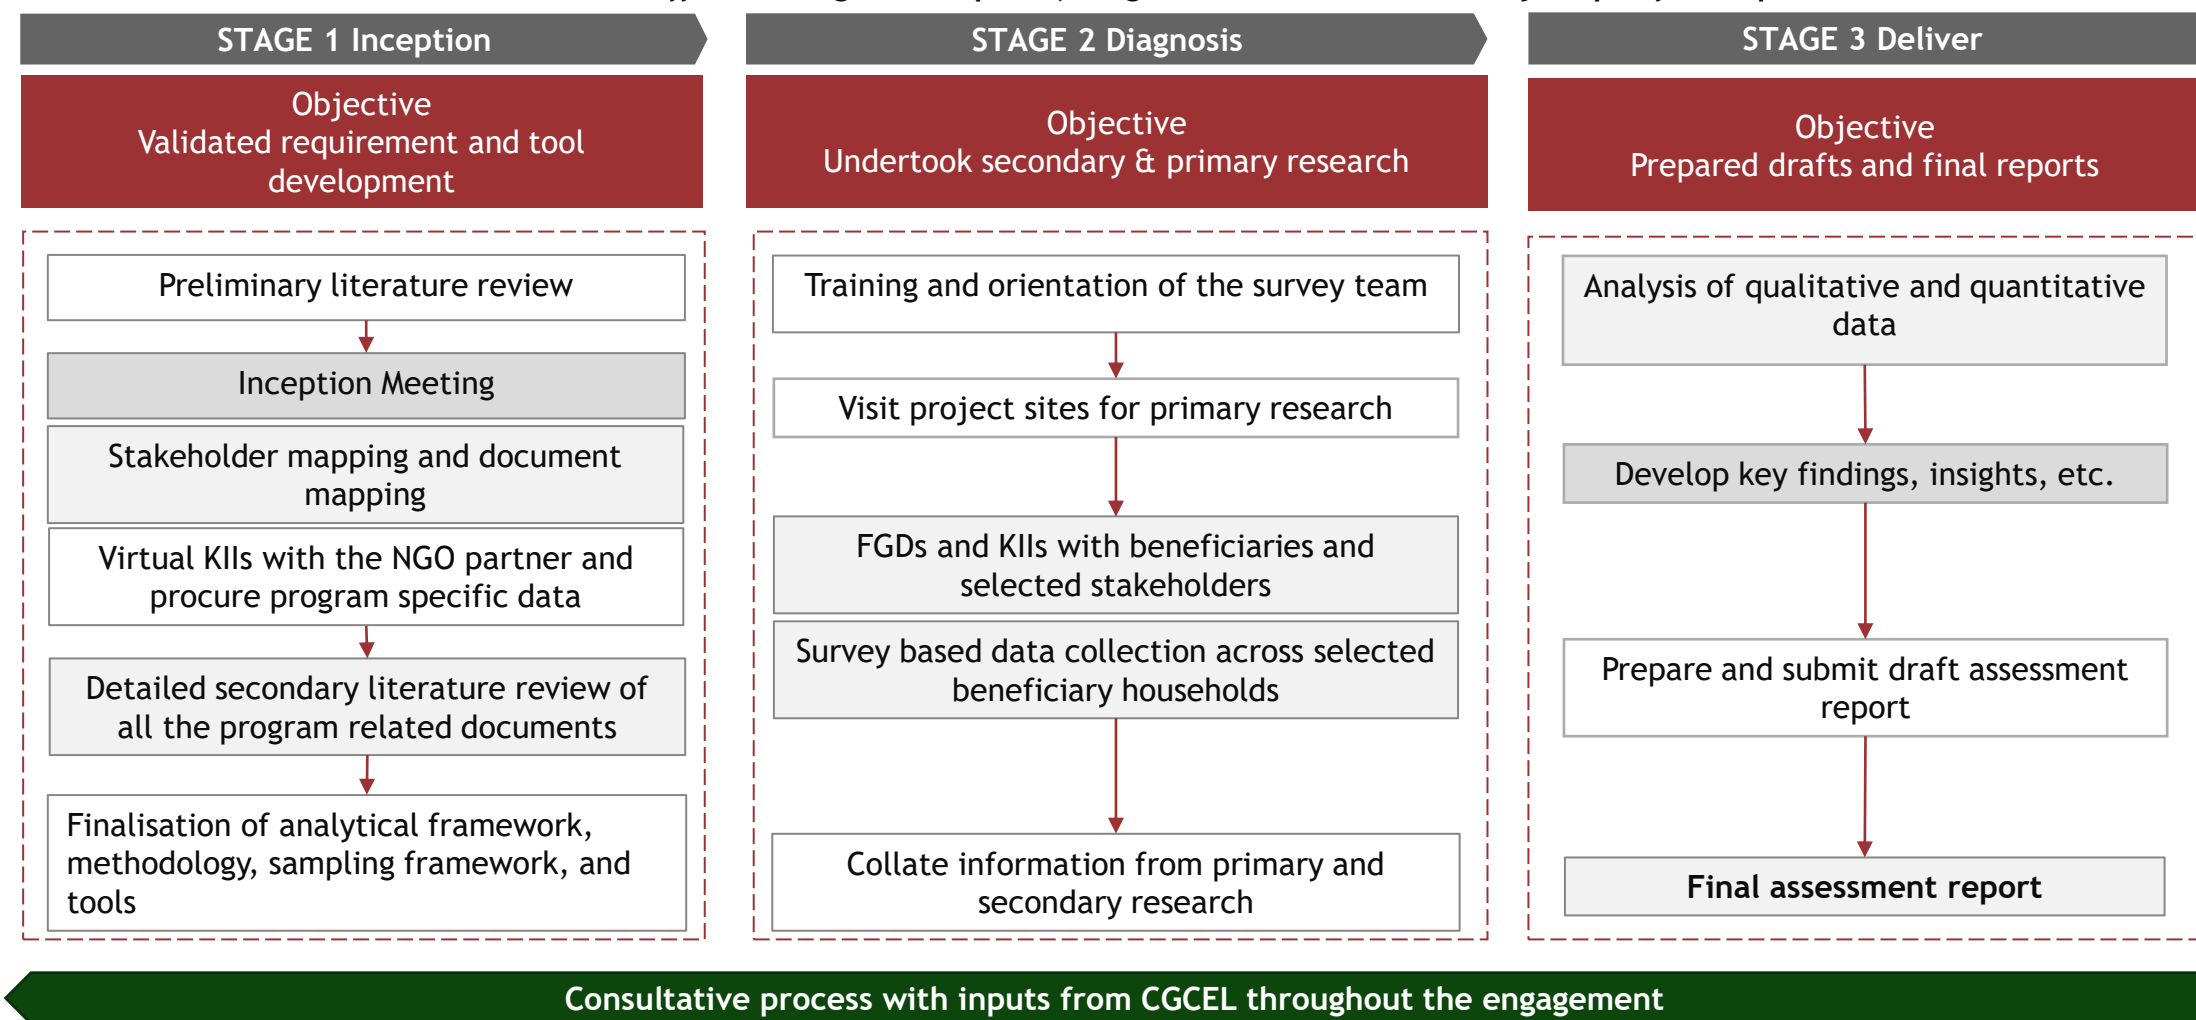 STAGE 1 Inception
Objective
Validated requirement and tool
development
Preliminary literature review
Inception Meeting
Stakeholder mapping and document
mapping
Virtual KIIs with the NGO partner and
procure program specific data
Detailed secondary literature review of
all the program related documents
Finalisation of analytical framework,
methodology, sampling framework, and
tools
STAGE 2 Diagnosis
Objective
Undertook secondary & primary research
Training and orientation of the survey team
Visit project sites for primary research
FGDs and KIIs with beneficiaries and
selected stakeholders
Survey based data collection across selected
beneficiary households
Collate information from primary and
secondary research
STAGE 3 Deliver
Objective
Prepared drafts and final reports
Analysis of qualitative and quantitative
data
Develop key findings, insights, etc.
Prepare and submit draft assessment
report
Final assessment report
Consultative process with inputs from CGCEL throughout the engagement